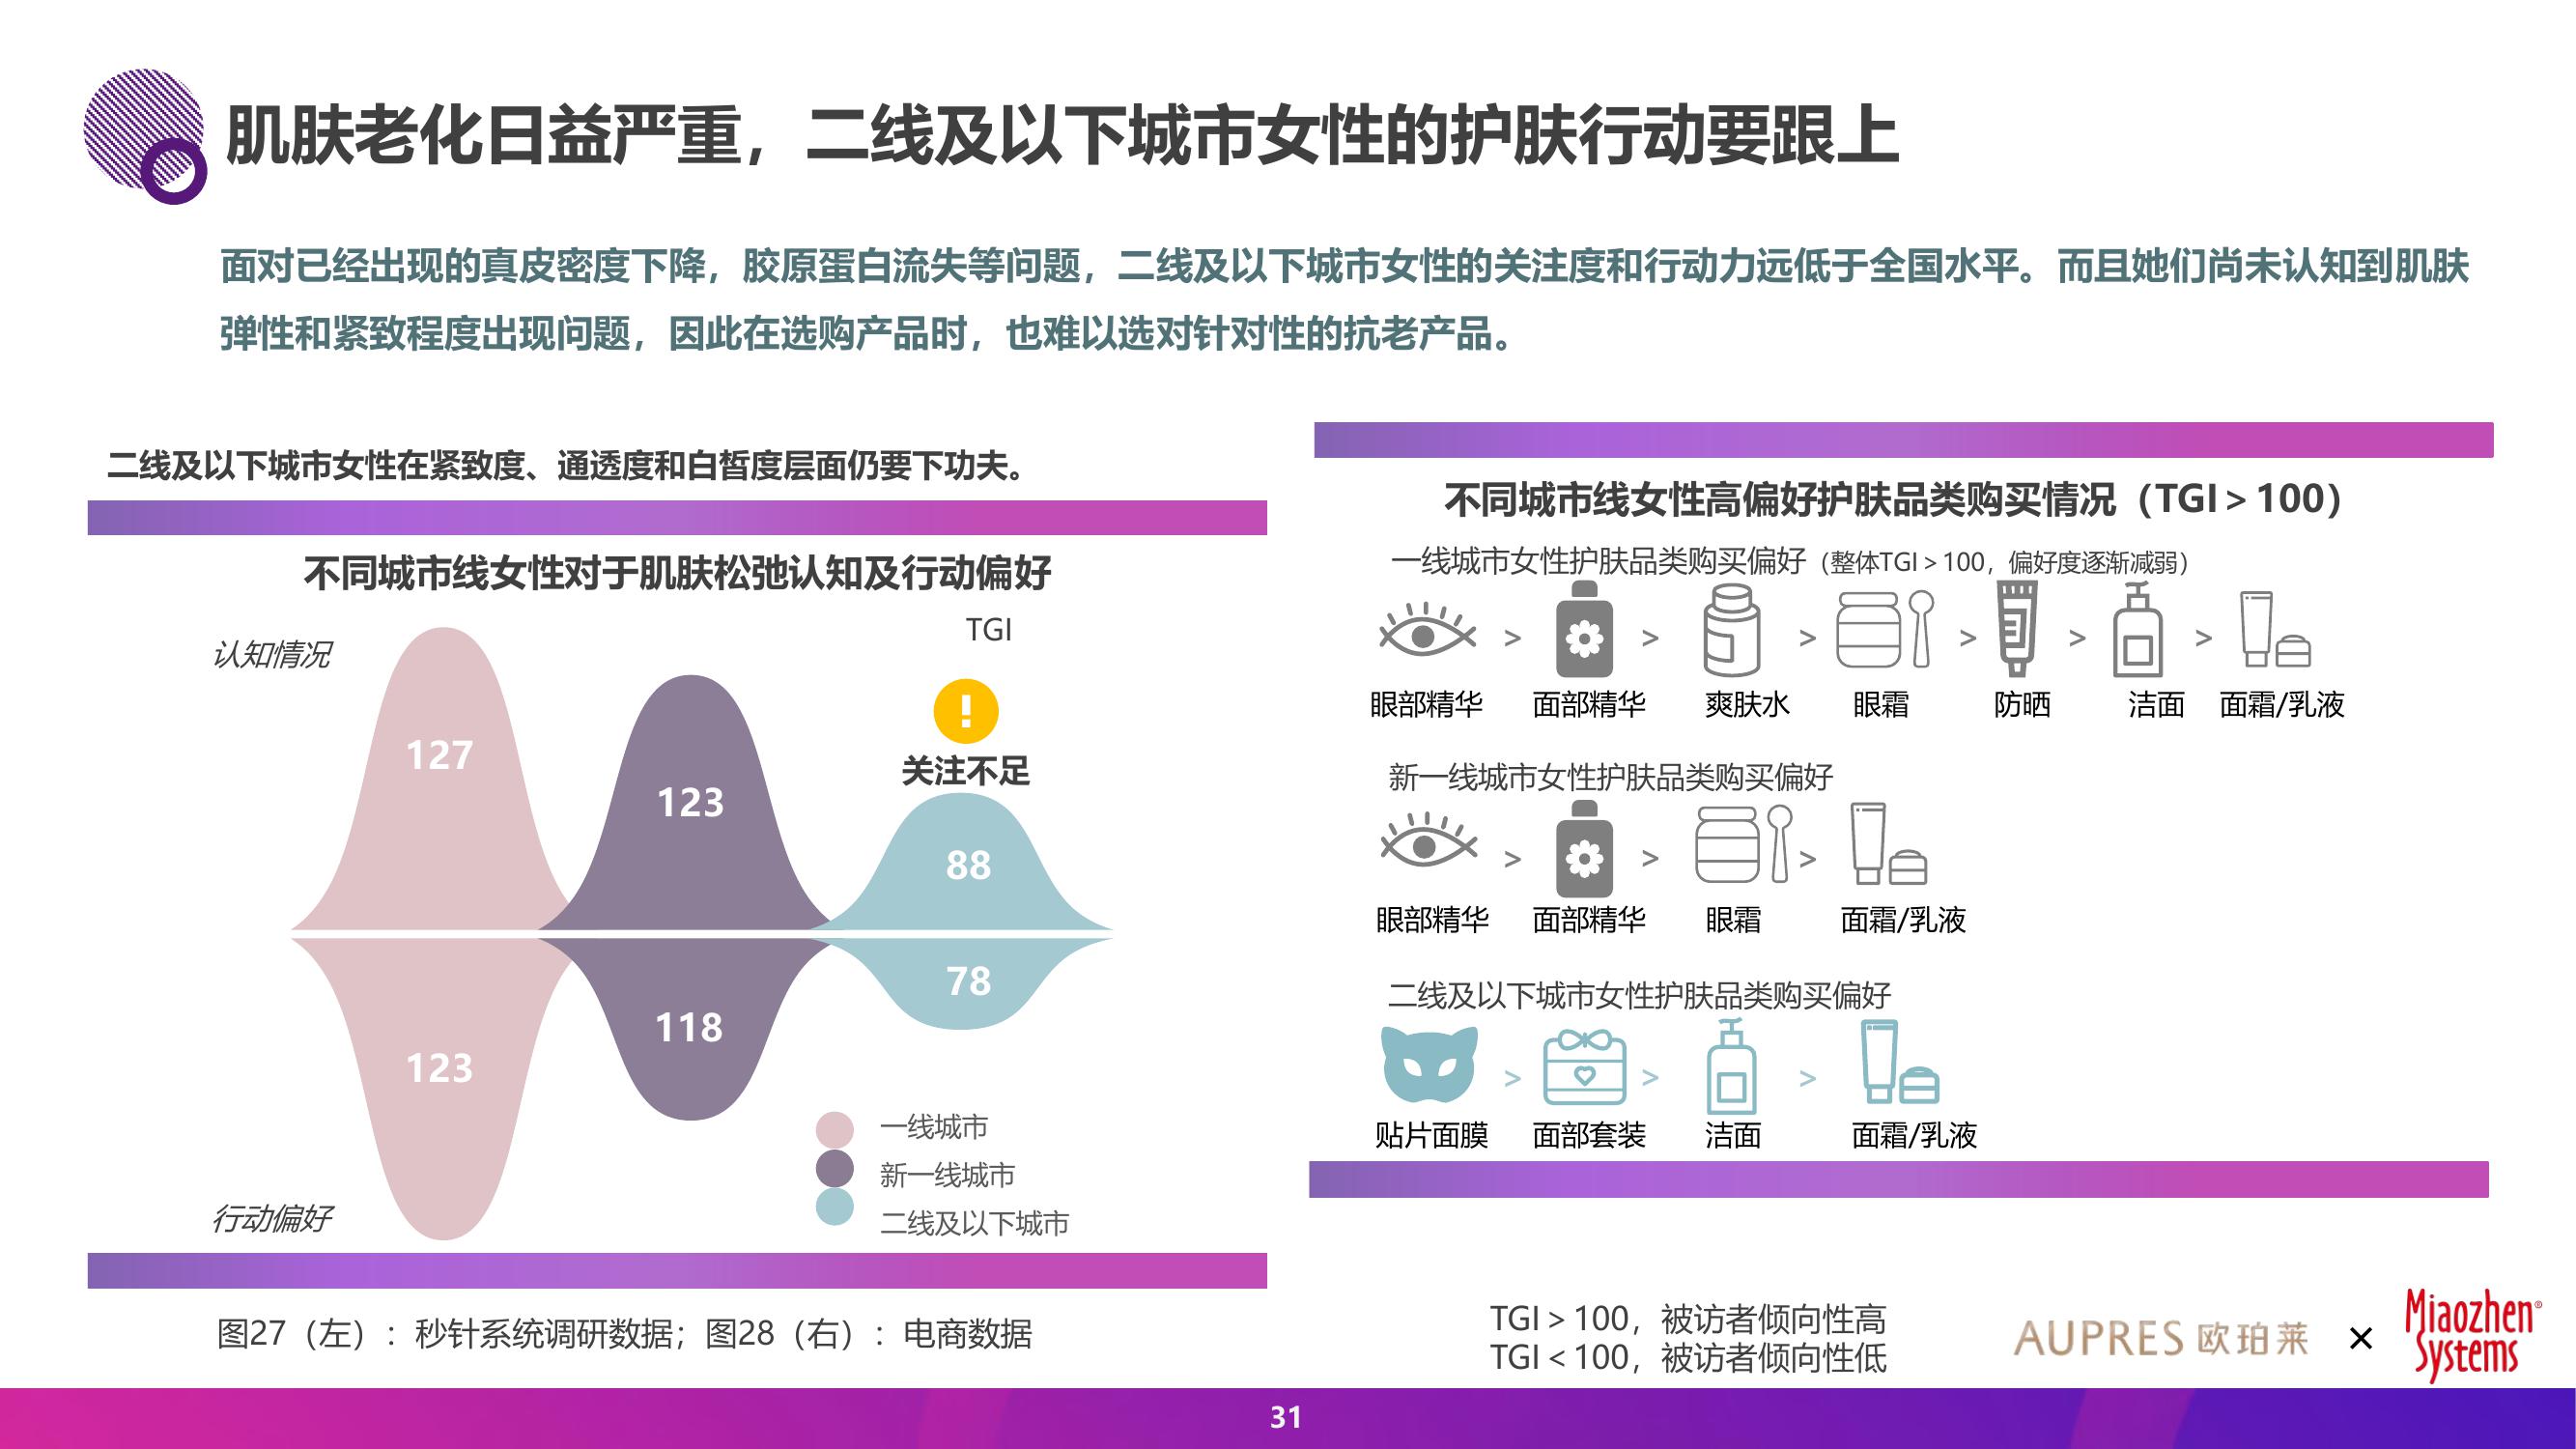 肌肤老化日益严重，二线及以下城市女性的护肤行动要跟上
面对已经出现的真皮密度下降，胶原蛋白流失等问题，二线及以下城市女性的关注度和行动力远低于全国水平。而且她们尚未认知到肌肤
弹性和紧致程度出现问题，因此在选购产品时，也难以选对针对性的抗老产品。
二线及以下城市女性在紧致度、通透度和白皙度层面仍要下功夫。
不同城市线女性对于肌肤松弛认知及行动偏好
TGI
认知情况
!
关注不足
127
123
88
123
118
78
行动偏好
一线城市
新一线城市
二线及以下城市
图27（左）：秒针系统调研数据；图28（右）：电商数据
不同城市线女性高偏好护肤品类购买情况（TGI＞100）
一线城市女性护肤品类购买偏好（整体TGI＞100，偏好度逐渐减弱）
> > > > > >
眼部精华 面部精华 爽肤水 眼霜 防晒 洁面 面霜/乳液
新一线城市女性护肤品类购买偏好
> > >
眼部精华 面部精华 眼霜 面霜/乳液
二线及以下城市女性护肤品类购买偏好
> > >
贴片面膜 面部套装 洁面 面霜/乳液
TGI＞100，被访者倾向性高
TGI＜100，被访者倾向性低
AUPRES 欧珀莱 × Miaozhen® Systems
31